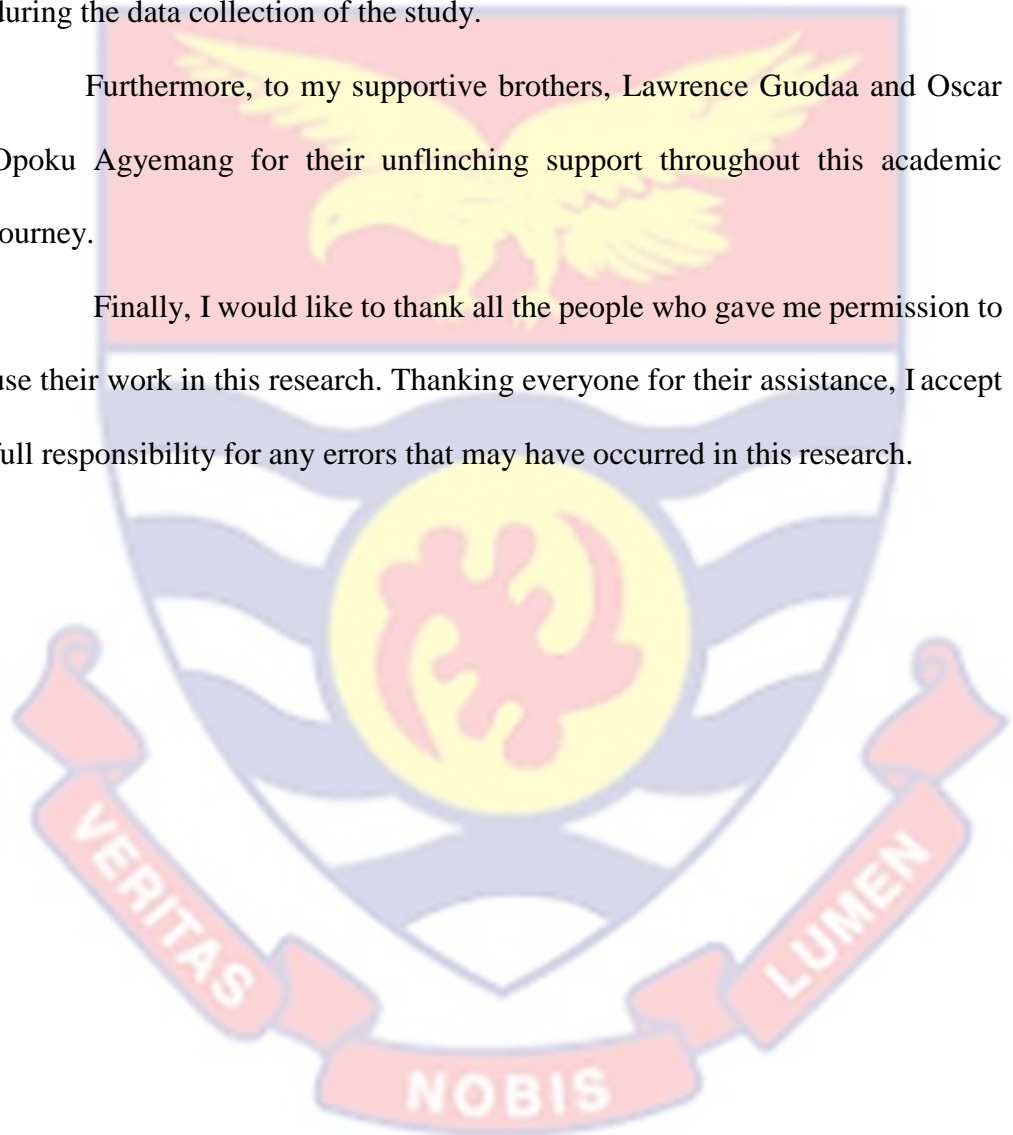 during the data collection of the study.
Furthermore, to my supportive brothers, Lawrence Guodaa and Oscar
Opoku Agyemang for their unflinching support throughout this academic
journey.
Finally, I would like to thank all the people who gave me permission to
use their work in this research. Thanking everyone for their assistance, I accept
full responsibility for any errors that may have occurred in this research.
VERITAS
NOBIS
LUMEN